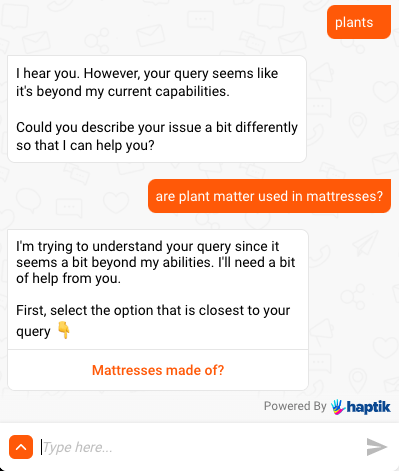 plants
I hear you. However, your query seems like
it's beyond my current capabilities.
Could you describe your issue a bit differently
so that I can help you?
are plant matter used in mattresses?
I'm trying to understand your query since it
seems a bit beyond my abilities. I'll need a bit
of help from you.
First, select the option that is closest to your
query 👇
Mattresses made of?
Powered By haptik
Type here...